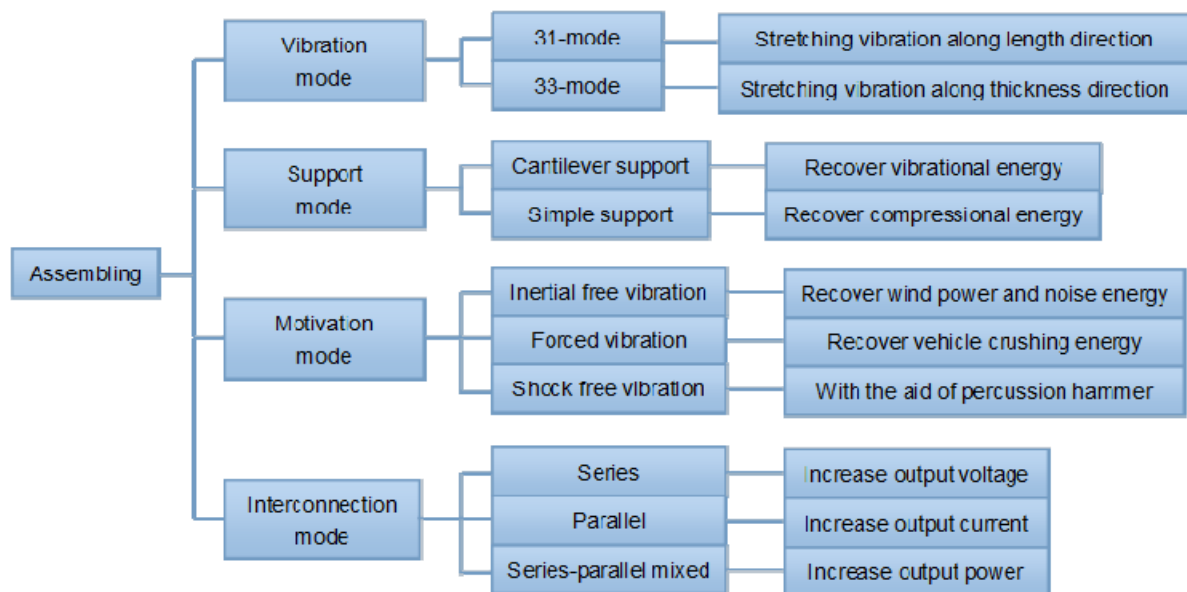 Vibration
mode
31-mode
Stretching vibration along length direction
33-mode
Stretching vibration along thickness direction
Support
mode
Cantilever support
Recover vibrational energy
Simple support
Recover compressional energy
Assembling
Motivation
mode
Inertial free vibration
Recover wind power and noise energy
Forced vibration
Recover vehicle crushing energy
Shock free vibration
With the aid of percussion hammer
Interconnection
mode
Series
Increase output voltage
Parallel
Increase output current
Series-parallel mixed
Increase output power